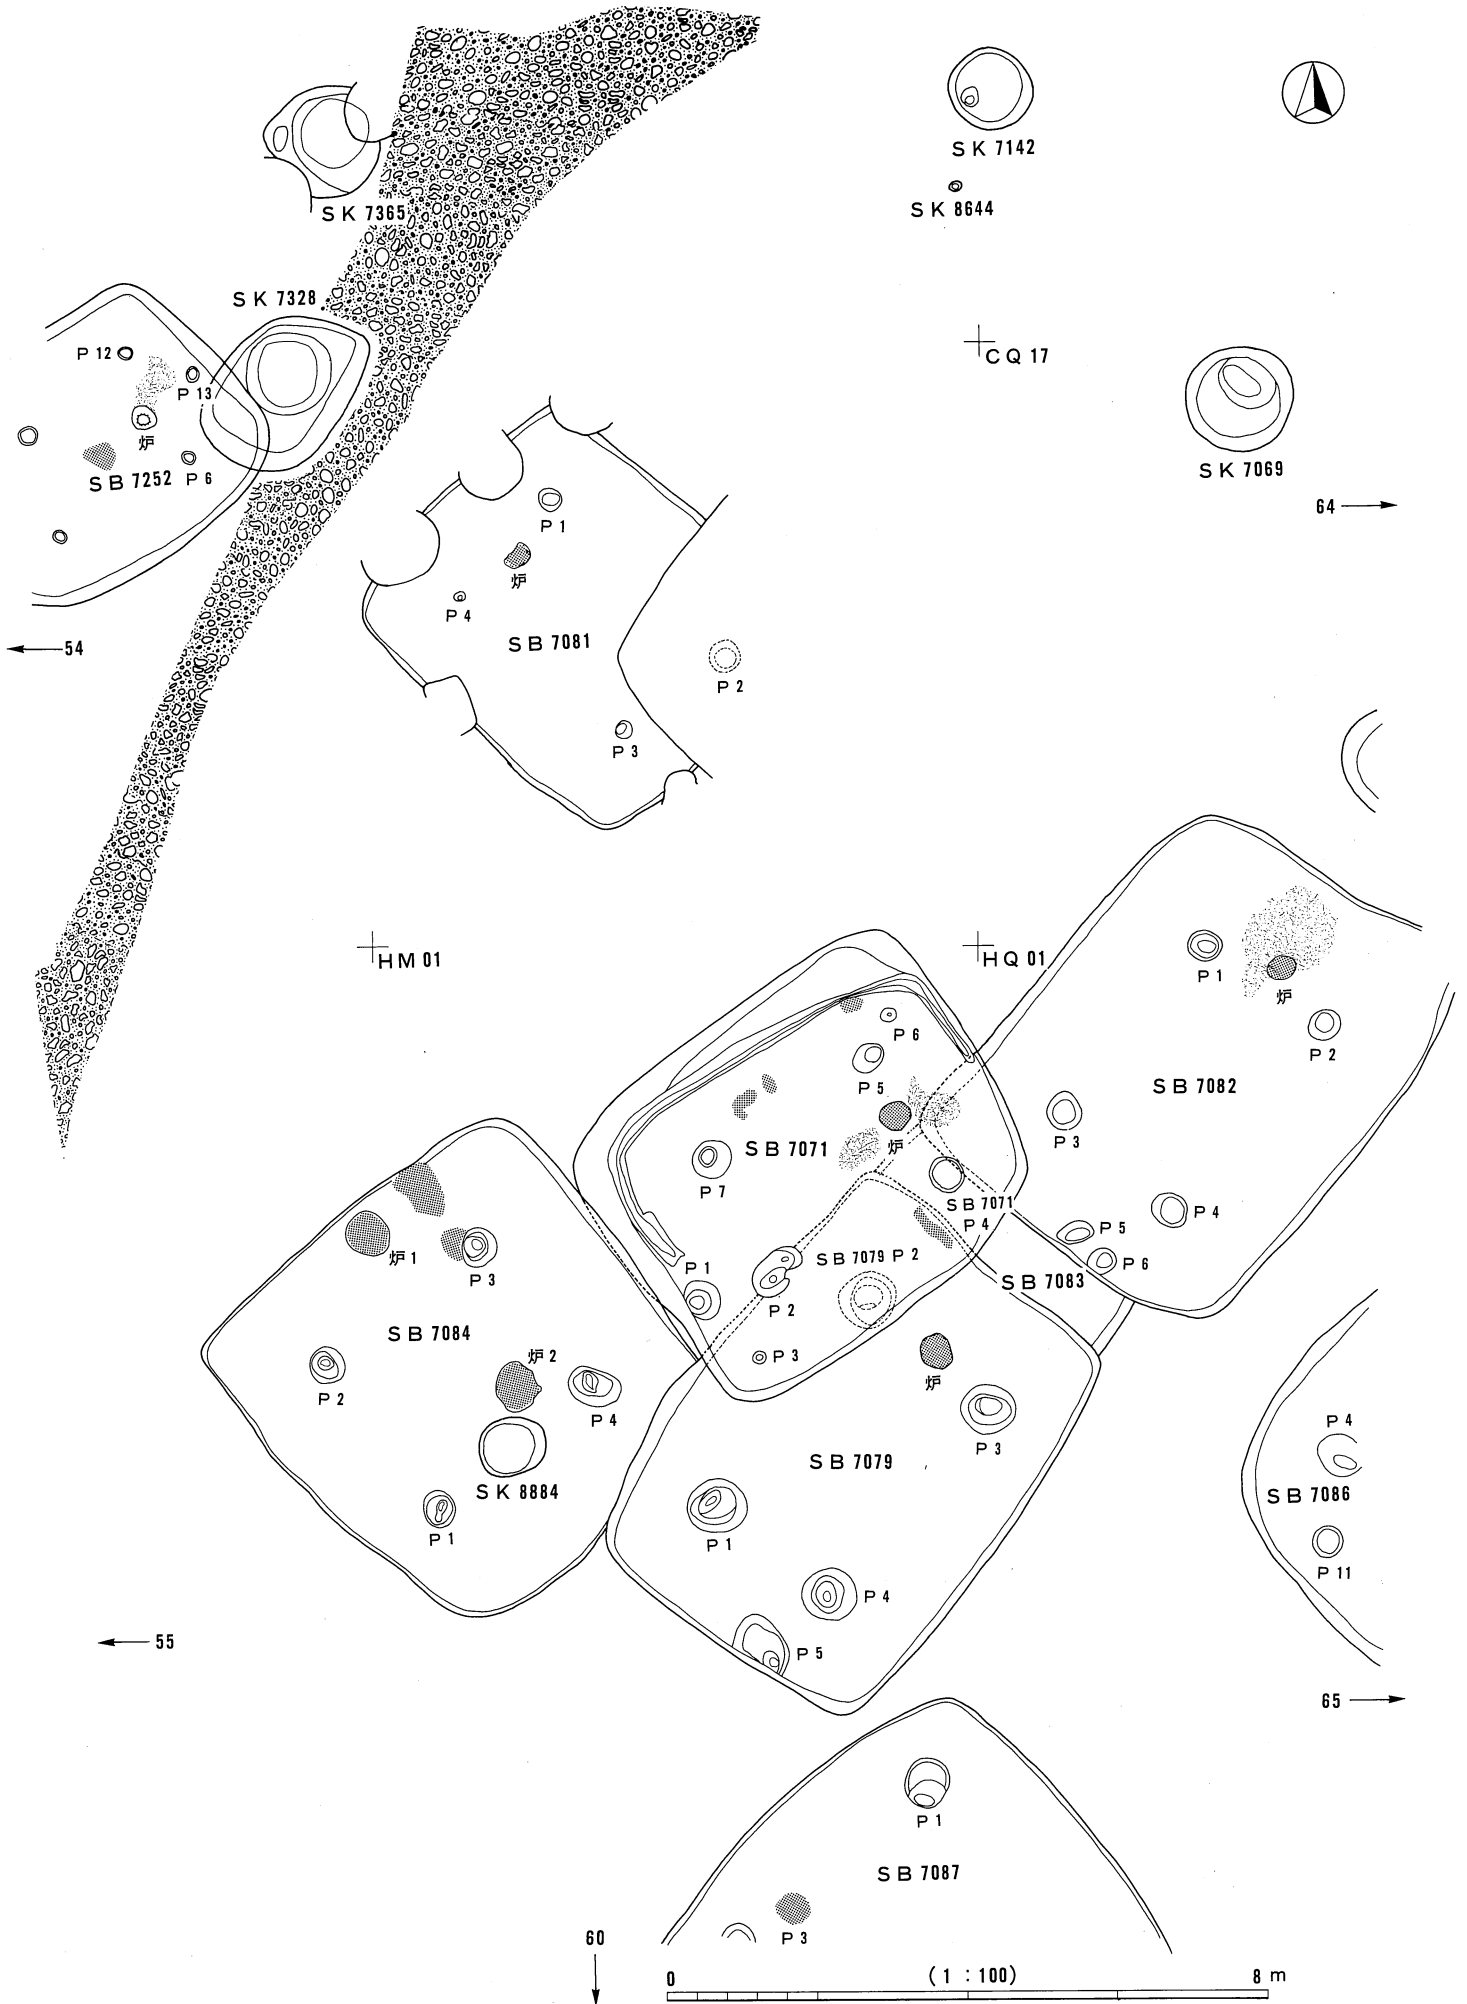 SK 7142
SK 8644
SK 7365
SK 7328
CQ 17
P 12
P 13
炉
SB 7252
P 6
SK 7069
64
P 1
炉
P 4
SB 7081
54
P 2
P 3
HM 01
HQ 01
P 1
炉
P 2
SB 7082
P 3
P 4
P 5
P 6
P 6
P 5
SB 7071
炉
P 7
SB 7071
P 4
SB 7079 P 2
SB 7083
P 1
P 2
P 3
炉 1
P 3
SB 7084
炉 2
P 2
P 4
SK 8884
P 1
炉
P 3
SB 7079
P 1
P 4
P 5
P 4
SB 7086
P 11
55
65
P 1
SB 7087
P 3
60
0 (1 : 100) 8 m